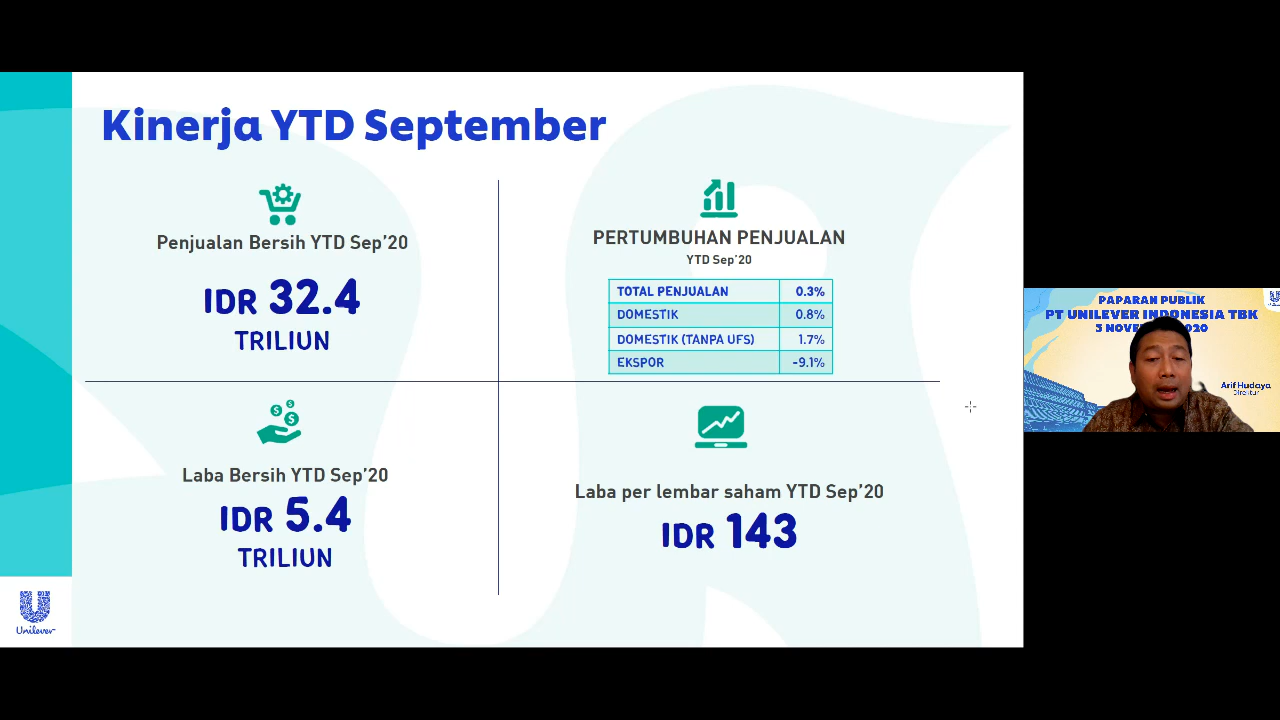 Kinerja YTD September
Penjualan Bersih YTD Sep'20
IDR 32.4
TRILIUN
PERTUMBUHAN PENJUALAN
YTD Sep'20
TOTAL PENJUALAN 0.3%
DOMESTIK 0.8%
DOMESTIK (TANPA UFS) 1.7%
EKSPOR -9.1%
Laba Bersih YTD Sep'20
IDR 5.4
TRILIUN
Laba per lembar saham YTD Sep'20
IDR 143
Unilever
PAPARAN PUBLIK
PT UNILEVER INDONESIA TBK
3 NOVE 2020
Arif Hudaya
Direktur